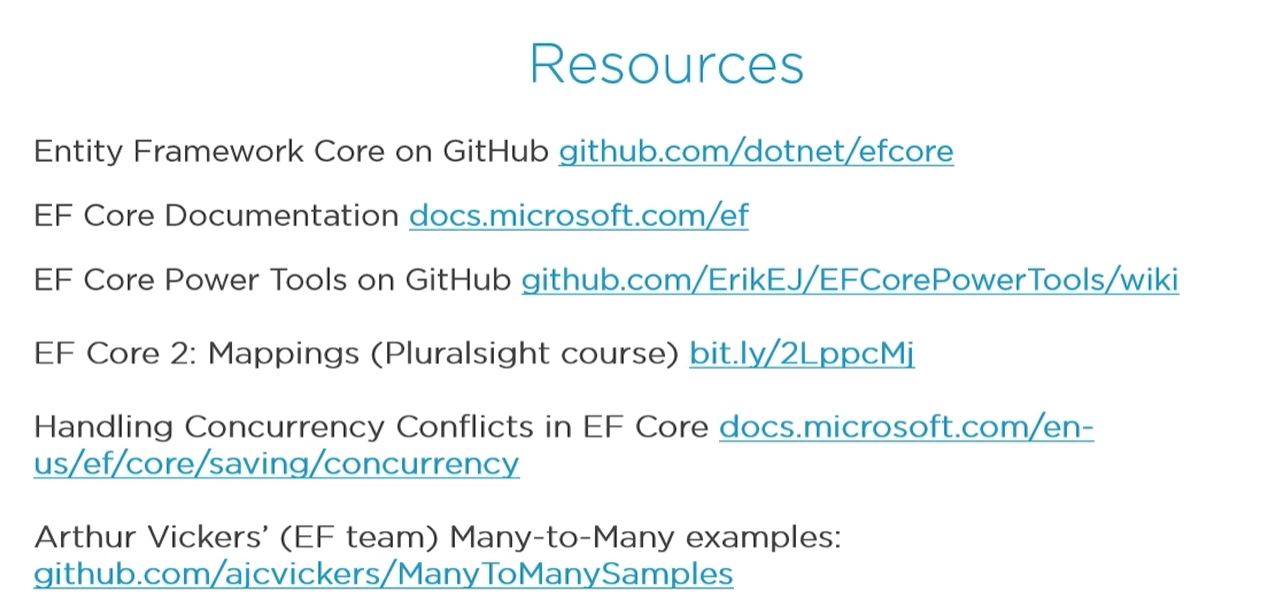 Resources
Entity Framework Core on GitHub github.com/dotnet/efcore
EF Core Documentation docs.microsoft.com/ef
EF Core Power Tools on GitHub github.com/ErikEJ/EFCorePowerTools/wiki
EF Core 2: Mappings (Pluralsight course) bit.ly/2LppcMj
Handling Concurrency Conflicts in EF Core docs.microsoft.com/en-
us/ef/core/saving/concurrency
Arthur Vickers’ (EF team) Many-to-Many examples:
github.com/ajcvickers/ManyToManySamples